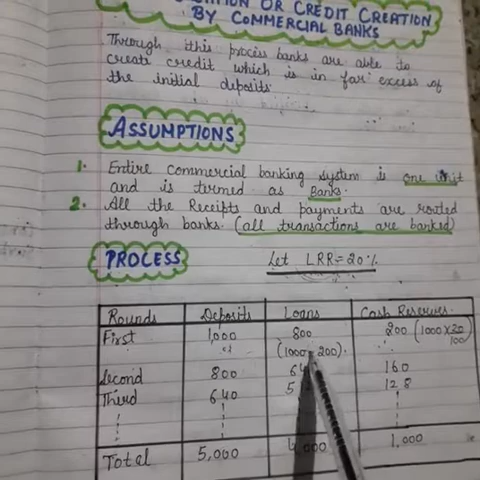 OR CREDIT CREATION
BY COMMERCIAL BANKS
Through this process banks are able to
create credit which is in far excess of
the initial deposits.
ASSUMPTIONS
1. Entire commercial banking system is one unit
and is termed as Banks.
2. All the Receipts and payments are routed
through banks. (all transactions are banked)
PROCESS Let LRR = 20%
Rounds Deposits Loans Cash Reserves
First 1,000 800 200 (1000 x 20/100)
(1000 - 200).
Second 800 160
Third 640 128
Total 5,000 4,000 1,000